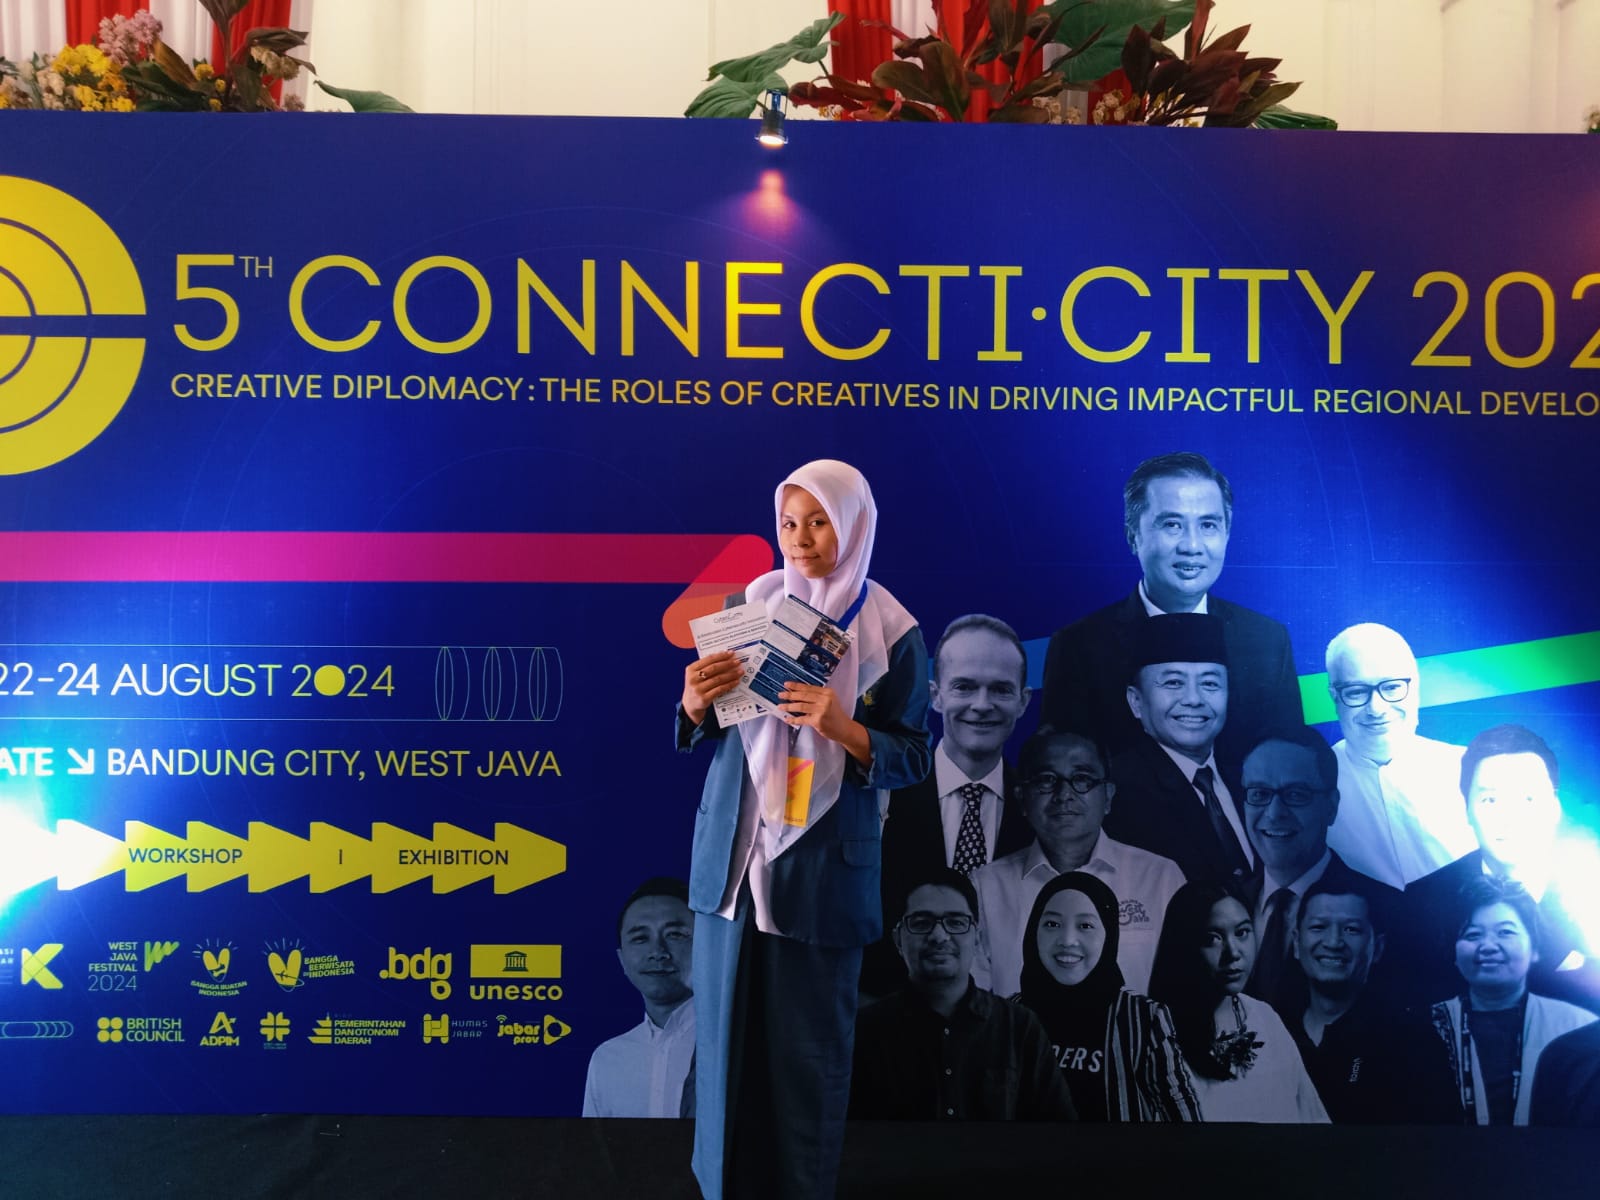 5TH CONNECTI·CITY 202
CREATIVE DIPLOMACY: THE ROLES OF CREATIVES IN DRIVING IMPACTFUL REGIONAL DEVELO
22-24 AUGUST 2024
ATE ↘ BANDUNG CITY, WEST JAVA
WORKSHOP | EXHIBITION
WEST
JAVA
FESTIVAL
2024
BANGGA BUATAN
INDONESIA
BANGGA
BERWISATA
DI INDONESIA
.bdg
unesco
BRITISH
COUNCIL
ADPIM
BIRO
PEMERINTAHAN
DAN OTONOMI
DAERAH
HUMAS
JABAR
jabar
prov
DERS